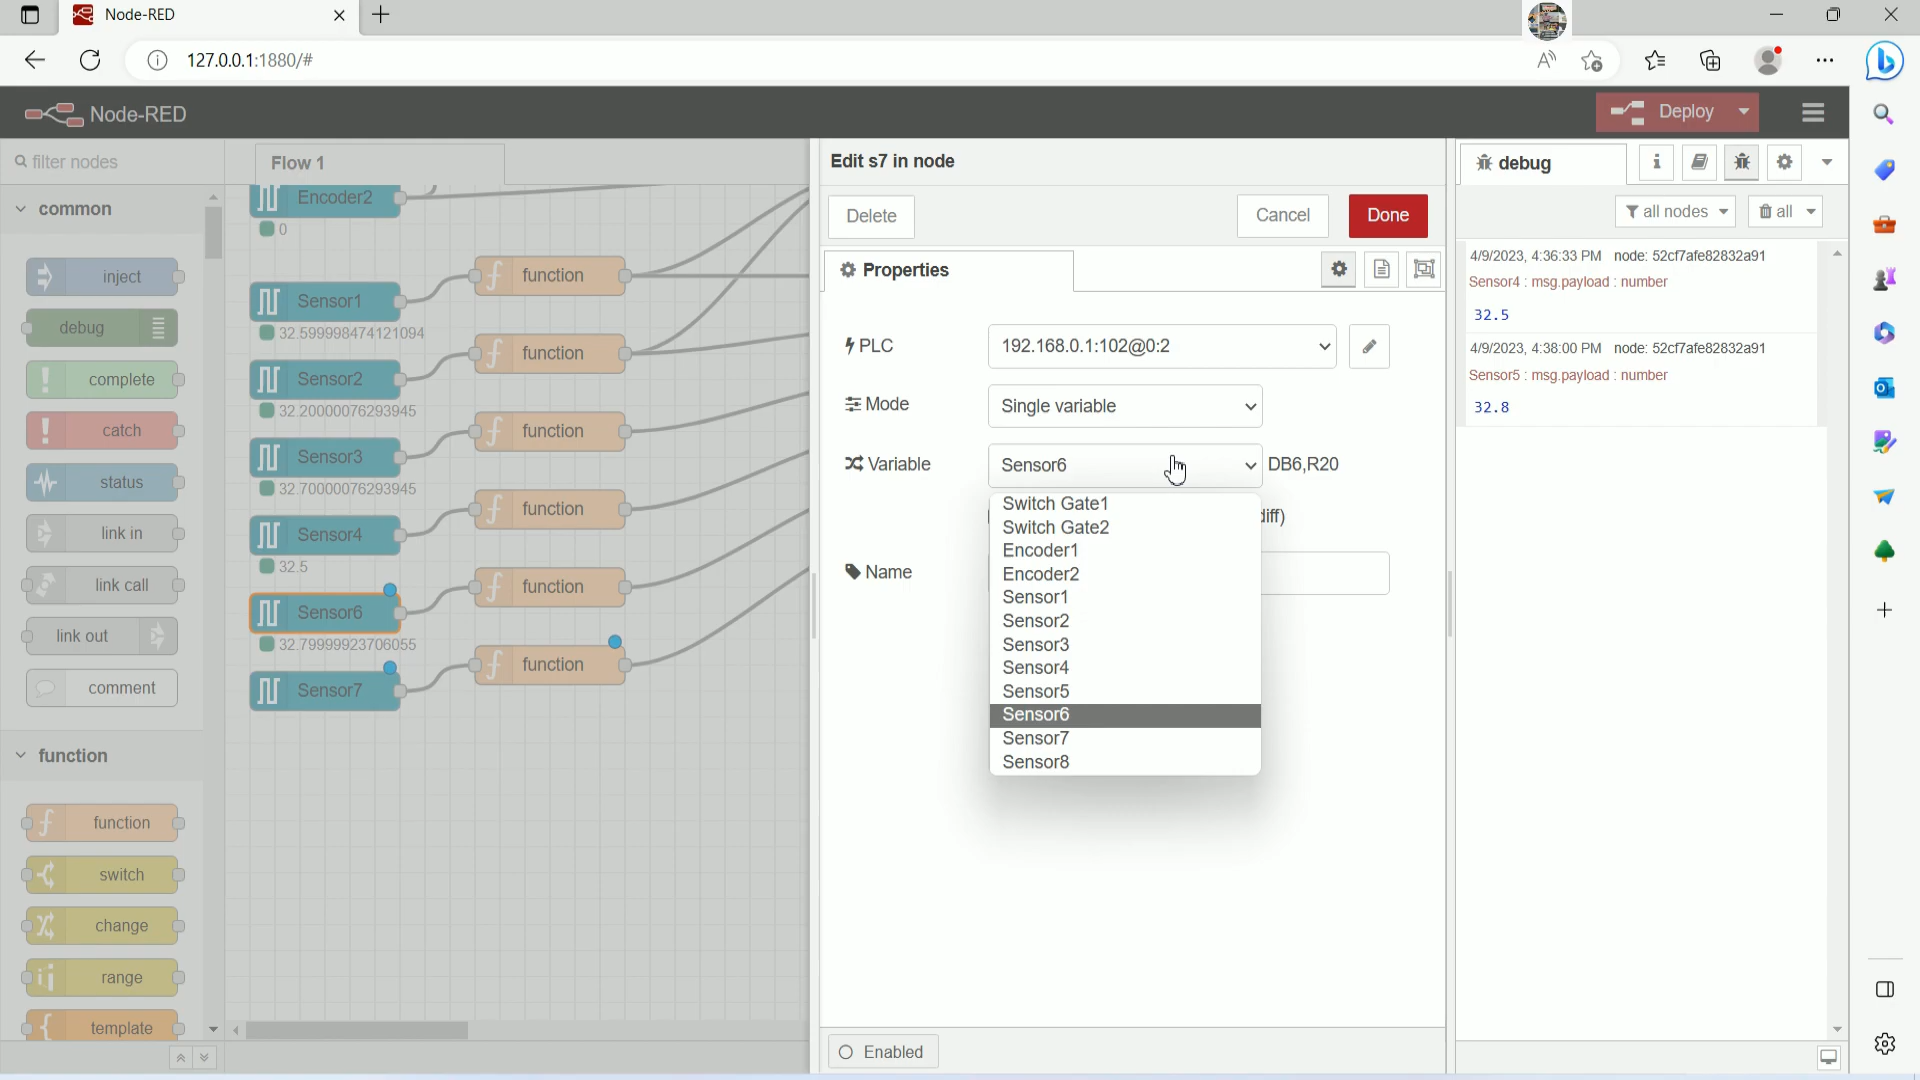 Node-RED
127.0.0.1:1880/#
Node-RED
Deploy
filter nodes
Flow 1
Edit s7 in node
debug
i
common
Encoder2
0
Delete
Cancel
Done
all nodes
all
inject
Sensor1
function
32.599998474121094
Properties
4/9/2023, 4:36:33 PM node: 52cf7afe82832a91
Sensor4 : msg.payload : number
32.5
debug
Sensor2
function
32.20000076293945
PLC
192.168.0.1:102@0:2
4/9/2023, 4:38:00 PM node: 52cf7afe82832a91
Sensor5 : msg.payload : number
32.8
complete
catch
Sensor3
function
32.70000076293945
Mode
Single variable
status
Variable
Sensor6
DB6,R20
Switch Gate1
Switch Gate2
Encoder1
Encoder2
Sensor1
Sensor2
Sensor3
Sensor4
Sensor5
Sensor6
Sensor7
Sensor8
diff)
link in
Sensor4
function
32.5
Name
link call
Sensor6
function
32.79999923706055
link out
Sensor7
function
comment
function
function
switch
change
range
template
Enabled